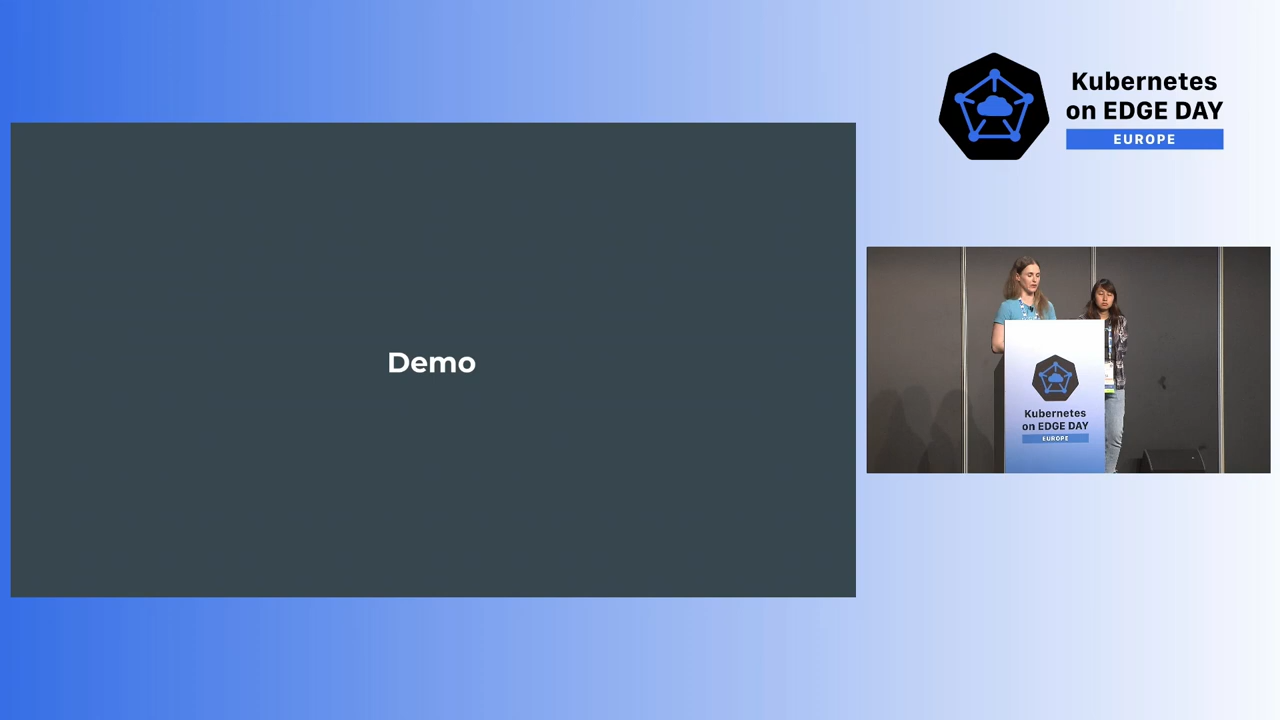 Demo
Kubernetes
on EDGE DAY
EUROPE
Kubernetes
on EDGE DAY
EUROPE